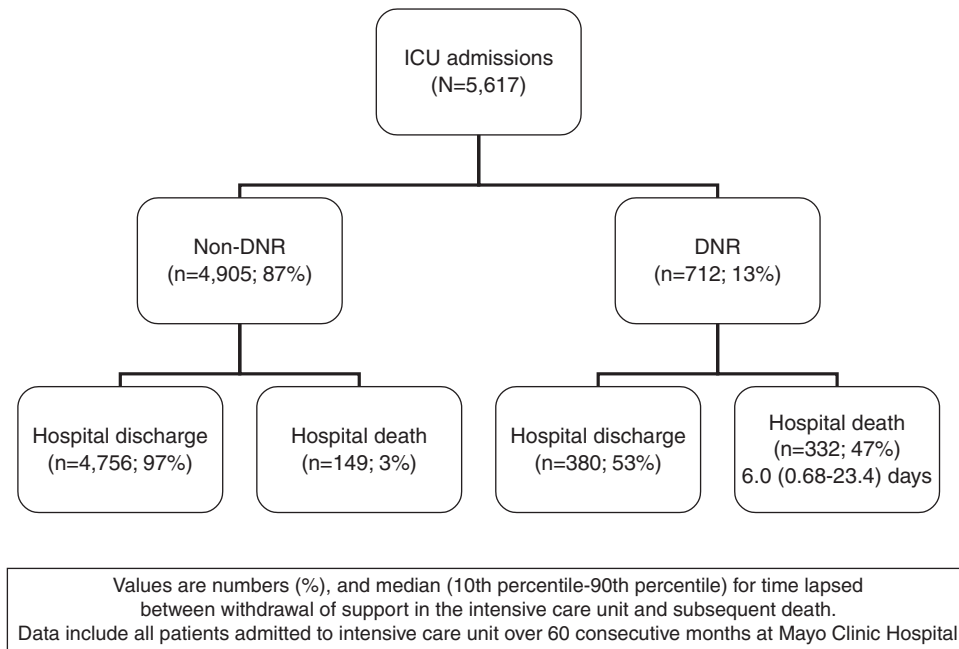 ICU admissions
(N=5,617)
Non-DNR
(n=4,905; 87%)
DNR
(n=712; 13%)
Hospital discharge
(n=4,756; 97%)
Hospital death
(n=149; 3%)
Hospital discharge
(n=380; 53%)
Hospital death
(n=332; 47%)
6.0 (0.68-23.4) days
Values are numbers (%), and median (10th percentile-90th percentile) for time lapsed
between withdrawal of support in the intensive care unit and subsequent death.
Data include all patients admitted to intensive care unit over 60 consecutive months at Mayo Clinic Hospital